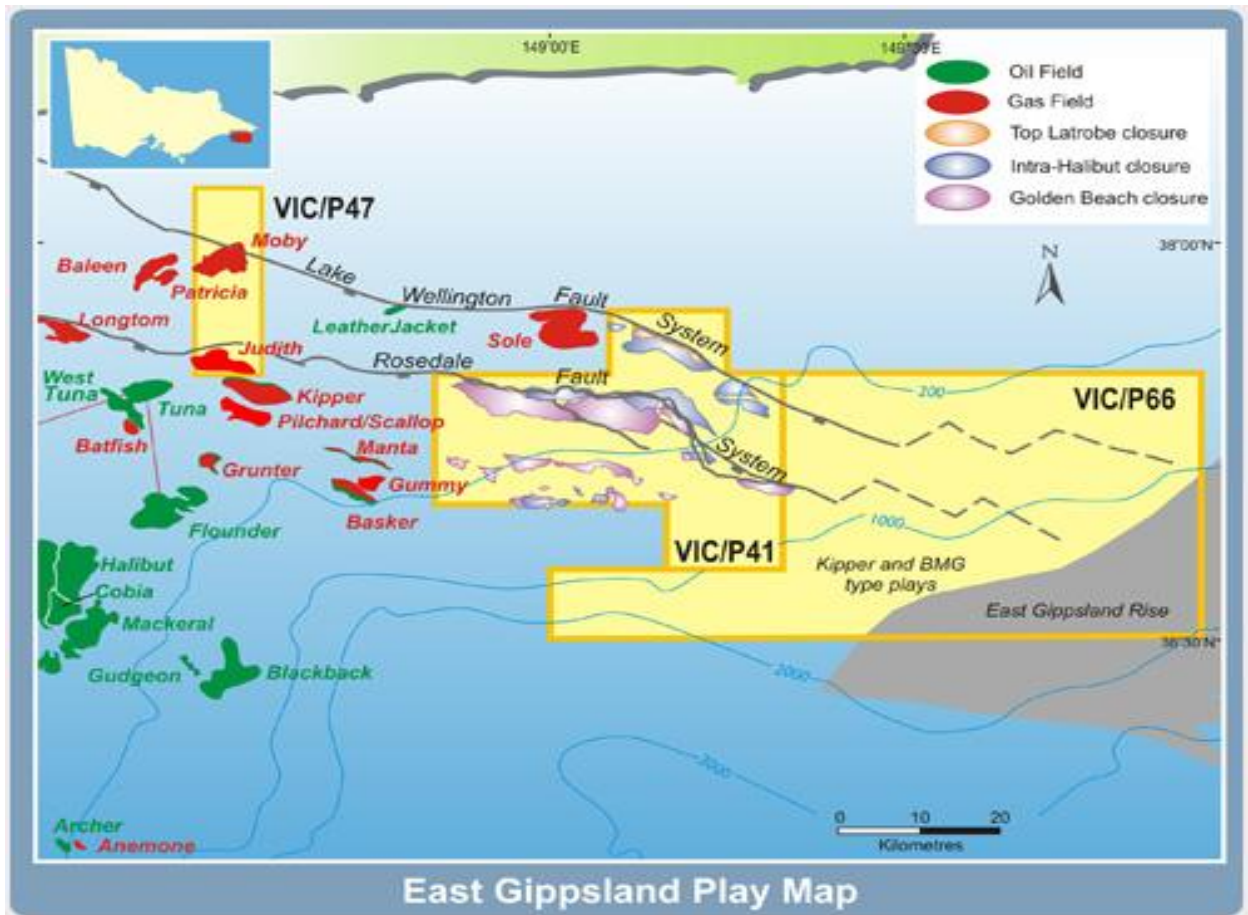 149°00'E
Oil Field
Gas Field
Top Latrobe closure
Intra-Halibut closure
Golden Beach closure
VIC/P47
Moby
38°00'N
N
Baleen
Patricia
Lake
Wellington
Fault
System
LeatherJacket
Longtom
Sole
Judith
Rosedale
Fault
System
200
VIC/P66
West
Tuna
Tuna
Kipper
Pilchard/Scallop
Batfish
Manta
Grunter
Gummy
Basker
Flounder
1000
VIC/P41
Kipper and BMG
type plays
East Gippsland Rise
Halibut
Cobia
Mackeral
Gudgeon
Blackback
2000
3000
Archer
Anemone
0 10 20
Kilometres
East Gippsland Play Map